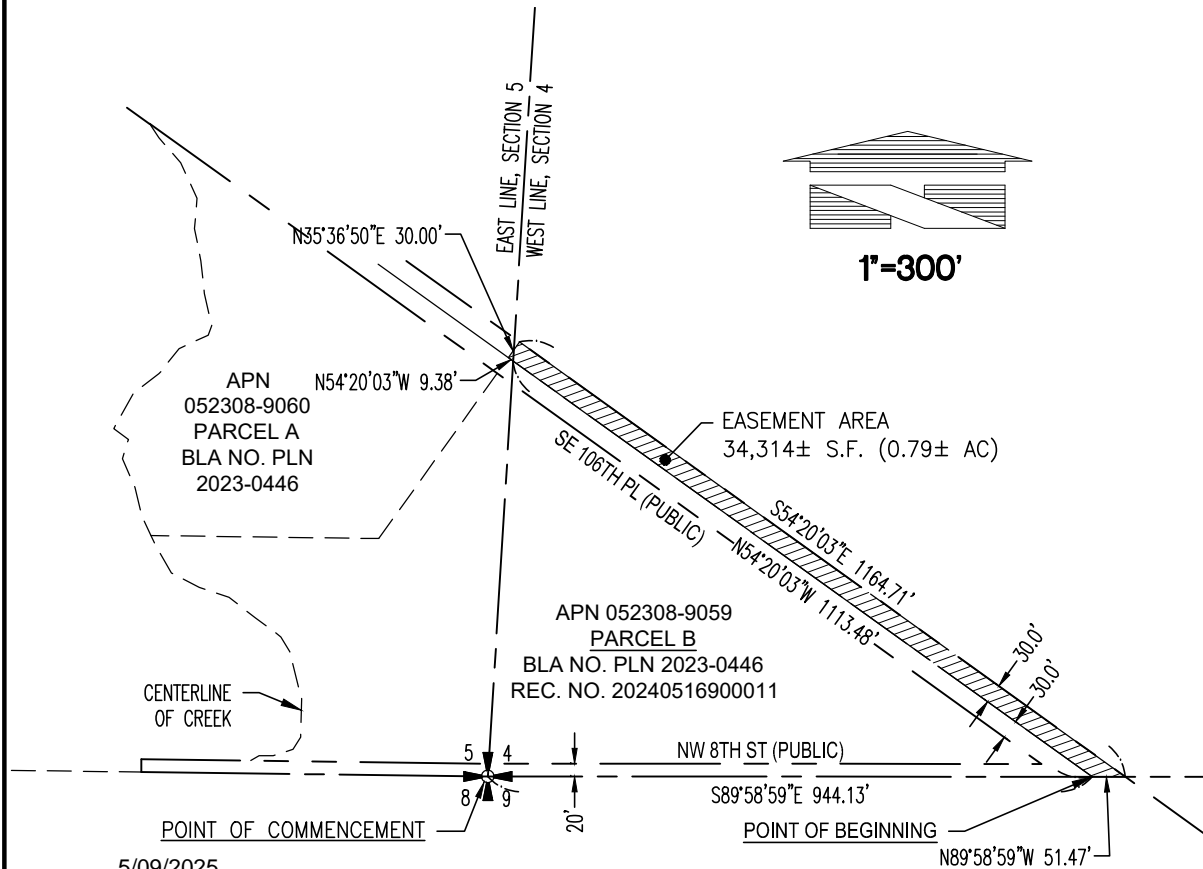 EAST LINE, SECTION 5
WEST LINE, SECTION 4
1"=300'
N35°36'50"E 30.00'
APN
052308-9060
PARCEL A
BLA NO. PLN
2023-0446
N54°20'03"W 9.38'
EASEMENT AREA
34,314± S.F. (0.79± AC)
SE 106TH PL (PUBLIC)
S54°20'03"E 1164.71'
N54°20'03"W 1113.48'
APN 052308-9059
PARCEL B
BLA NO. PLN 2023-0446
REC. NO. 20240516900011
30.0'
30.0'
CENTERLINE
OF CREEK
NW 8TH ST (PUBLIC)
5 4
8 9
S89°58'59"E 944.13'
20'
POINT OF COMMENCEMENT
POINT OF BEGINNING
N89°58'59"W 51.47'
5/09/2025